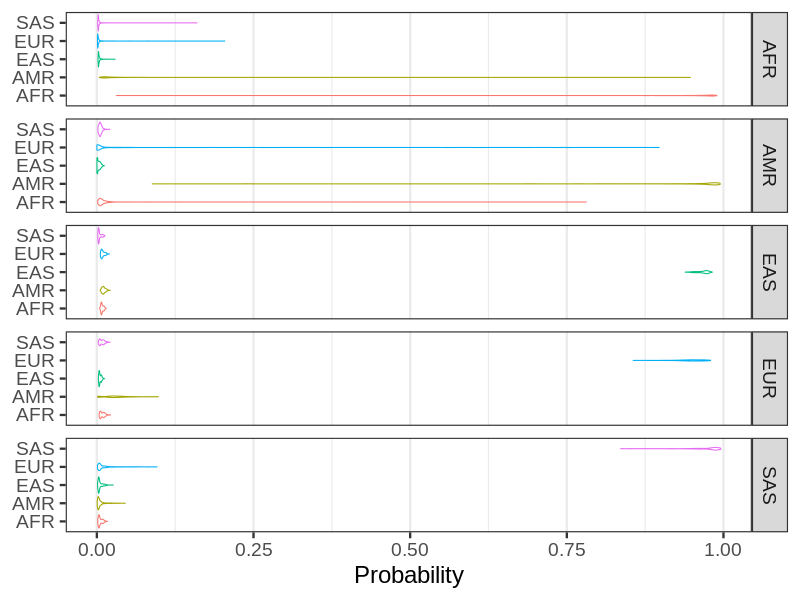 SAS
EUR
EAS
AMR
AFR
AFR
SAS
EUR
EAS
AMR
AFR
AMR
SAS
EUR
EAS
AMR
AFR
EAS
SAS
EUR
EAS
AMR
AFR
EUR
SAS
EUR
EAS
AMR
AFR
SAS
0.00 0.25 0.50 0.75 1.00
Probability